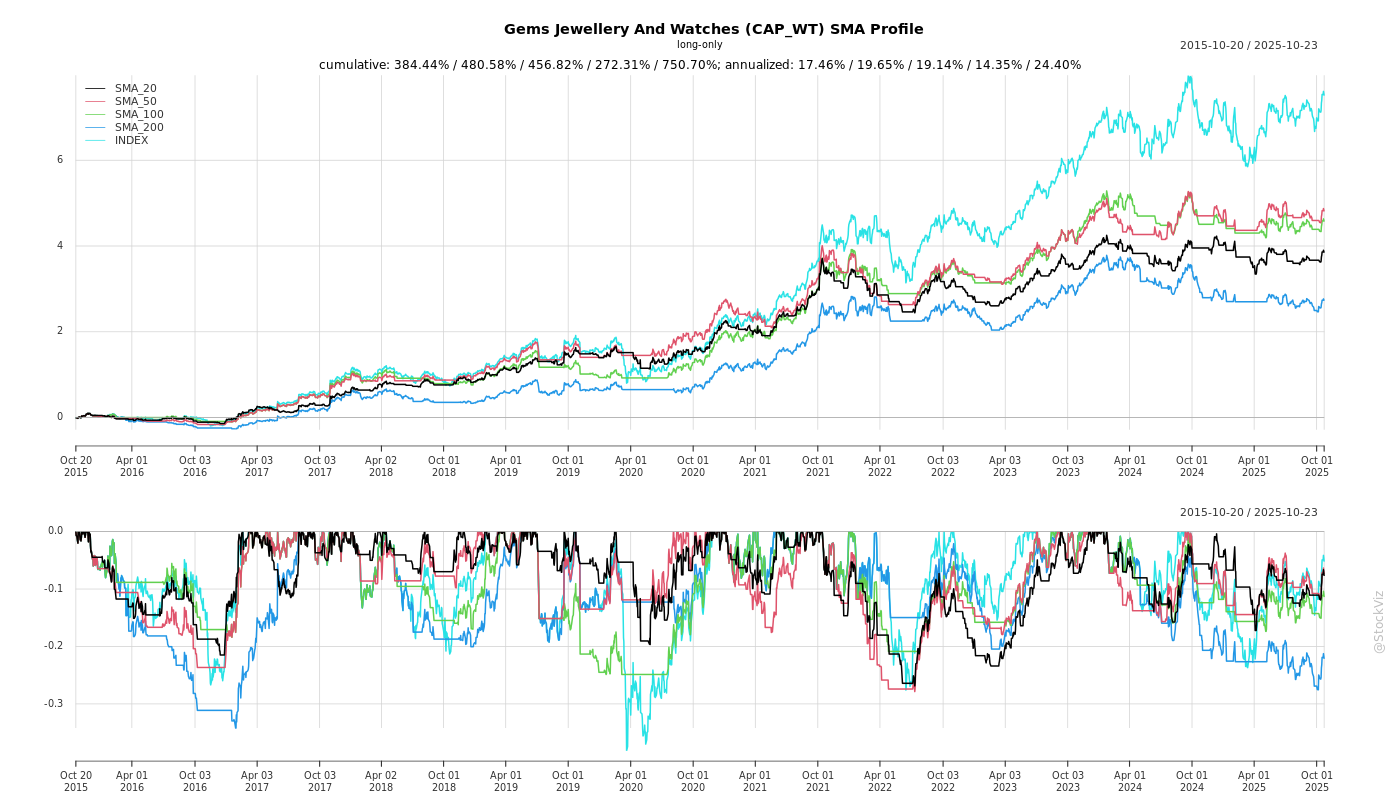 Gems Jewellery And Watches (CAP_WT) SMA Profile
long-only
2015-10-20 / 2025-10-23
cumulative: 384.44% / 480.58% / 456.82% / 272.31% / 750.70%; annualized: 17.46% / 19.65% / 19.14% / 14.35% / 24.40%
SMA_20
SMA_50
SMA_100
SMA_200
INDEX
6
4
2
0
Oct 20 2015
Apr 01 2016
Oct 03 2016
Apr 03 2017
Oct 03 2017
Apr 02 2018
Oct 01 2018
Apr 01 2019
Oct 01 2019
Apr 01 2020
Oct 01 2020
Apr 01 2021
Oct 01 2021
Apr 01 2022
Oct 03 2022
Apr 03 2023
Oct 03 2023
Apr 01 2024
Oct 01 2024
Apr 01 2025
Oct 01 2025
2015-10-20 / 2025-10-23
0.0
-0.1
-0.2
-0.3
Oct 20 2015
Apr 01 2016
Oct 03 2016
Apr 03 2017
Oct 03 2017
Apr 02 2018
Oct 01 2018
Apr 01 2019
Oct 01 2019
Apr 01 2020
Oct 01 2020
Apr 01 2021
Oct 01 2021
Apr 01 2022
Oct 03 2022
Apr 03 2023
Oct 03 2023
Apr 01 2024
Oct 01 2024
Apr 01 2025
Oct 01 2025
@StockViz